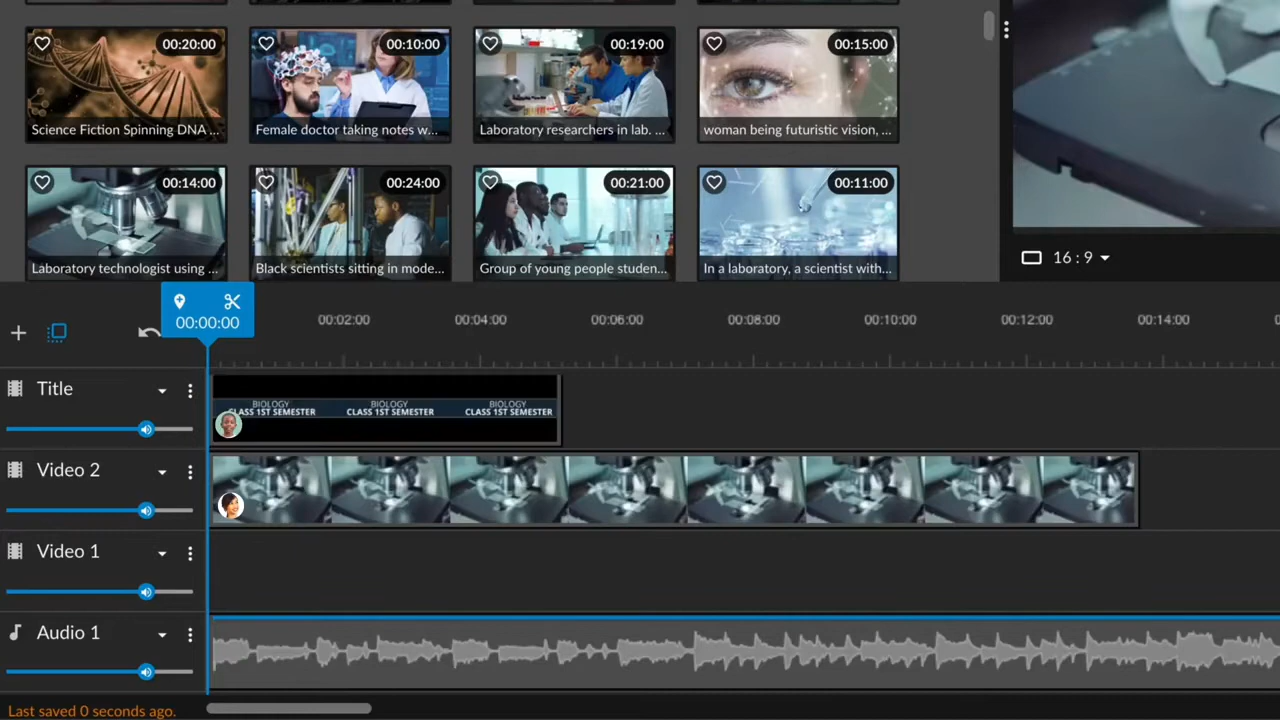 00:20:00
00:10:00
00:19:00
00:15:00
Science Fiction Spinning DNA ...
Female doctor taking notes w...
Laboratory researchers in lab. ...
woman being futuristic vision, ...
00:14:00
00:24:00
00:21:00
00:11:00
Laboratory technologist using ...
Black scientists sitting in mode...
Group of young people studen...
In a laboratory, a scientist with...
16 : 9
00:00:00
00:02:00
00:04:00
00:06:00
00:08:00
00:10:00
00:12:00
00:14:00
Title
BIOLOGY
CLASS 1ST SEMESTER
BIOLOGY
CLASS 1ST SEMESTER
BIOLOGY
CLASS 1ST SEMESTER
Video 2
Video 1
Audio 1
Last saved 0 seconds ago.